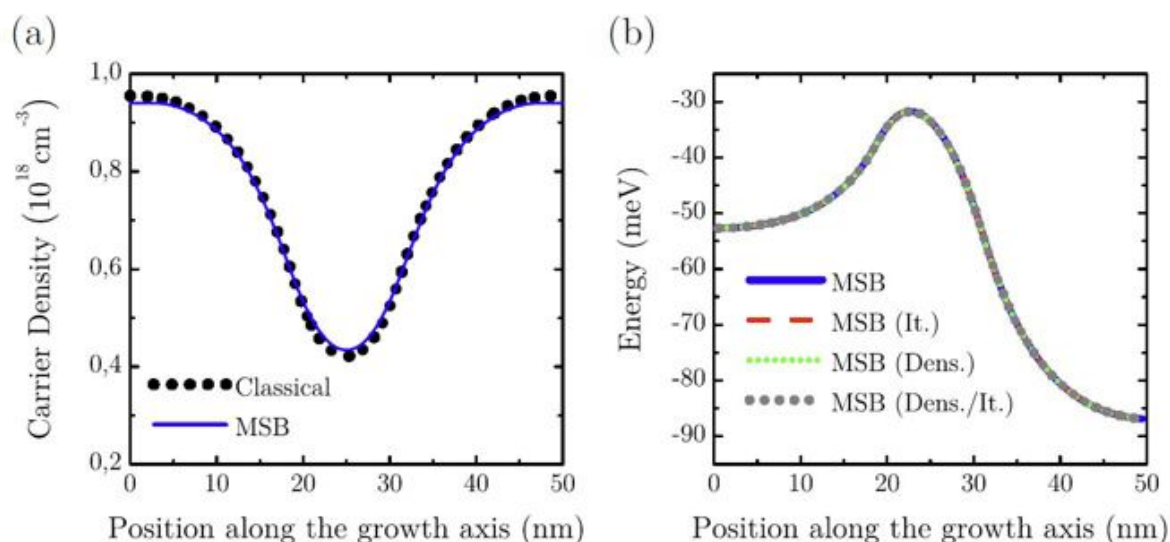 (a)
1,0
0,8
0,6
0,4
0,2
Carrier Density (10^18 cm^-3)
Classical
MSB
0 10 20 30 40 50
Position along the growth axis (nm)
(b)
-30
-40
-50
-60
-70
-80
-90
Energy (meV)
MSB
MSB (It.)
MSB (Dens.)
MSB (Dens./It.)
0 10 20 30 40 50
Position along the growth axis (nm)